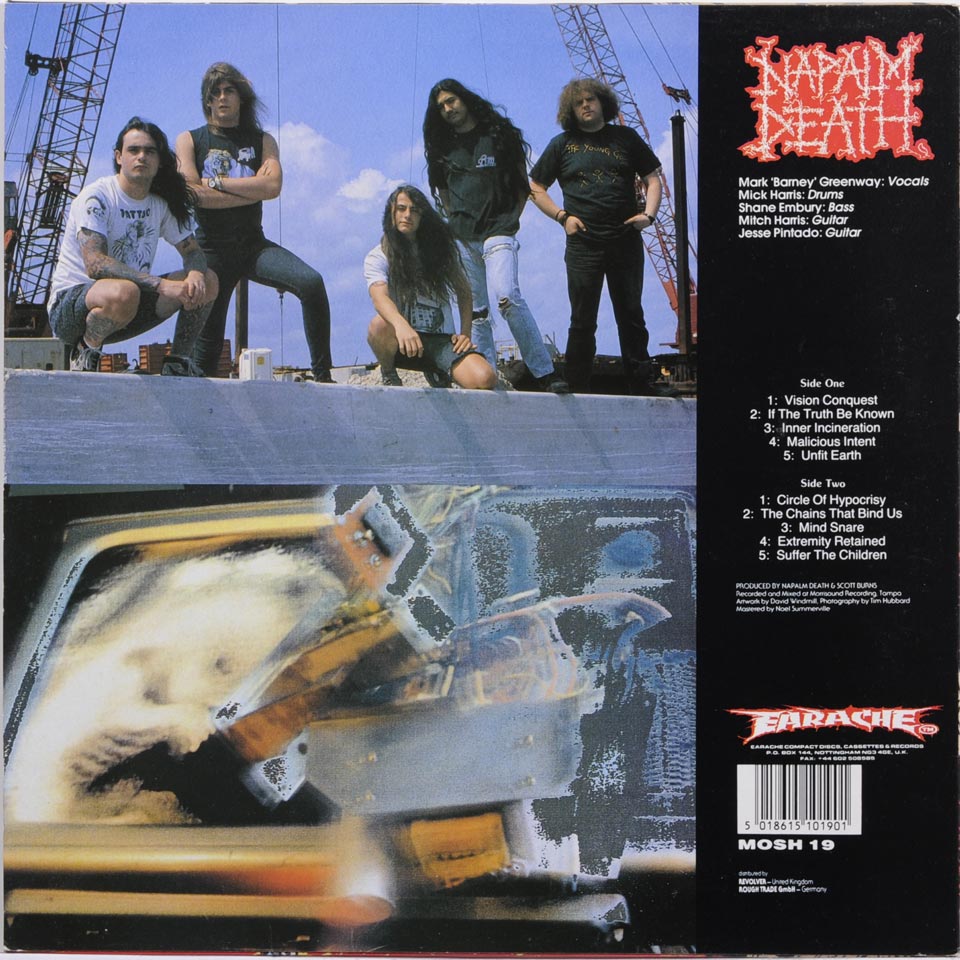 NAPALM
DEATH
Mark 'Barney' Greenway: Vocals
Mick Harris: Drums
Shane Embury: Bass
Mitch Harris: Guitar
Jesse Pintado: Guitar
Side One
1: Vision Conquest
2: If The Truth Be Known
3: Inner Incineration
4: Malicious Intent
5: Unfit Earth
Side Two
1: Circle Of Hypocrisy
2: The Chains That Bind Us
3: Mind Snare
4: Extremity Retained
5: Suffer The Children
PRODUCED BY NAPALM DEATH & SCOTT BURNS
Recorded and Mixed at Morrisound Recording, Tampa
Artwork by David Windmill, Photography by Tim Hubbard
Mastered by Noel Summerville
EARACHE TM
EARACHE COMPACT DISCS, CASSETTES & RECORDS
P.O. BOX 144, NOTTINGHAM NG3 4GE, U.K.
FAX: +44 602 508585
5 018615 101901
MOSH 19
distributed by
REVOLVER – United Kingdom
ROUGH TRADE GmbH – Germany